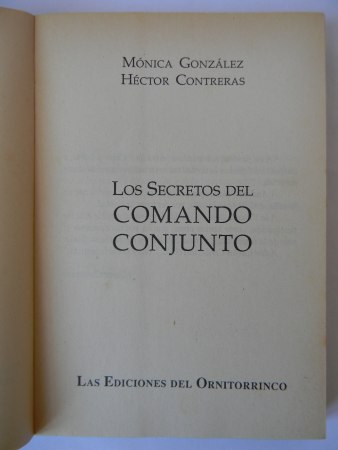 MÓNICA GONZÁLEZ
HÉCTOR CONTRERAS
LOS SECRETOS DEL
COMANDO
CONJUNTO
LAS EDICIONES DEL ORNITORRINCO